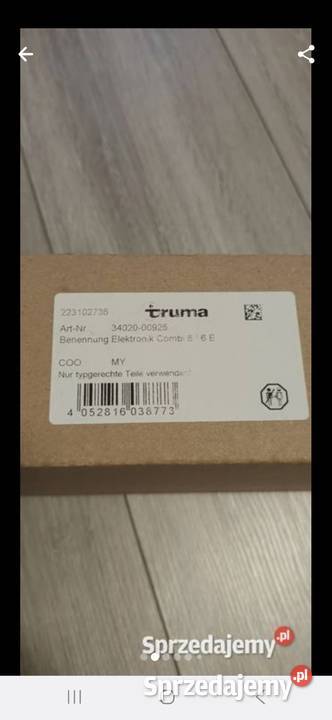 truma
223102738
Art-Nr 34020-00925
Benennung Elektronik Combi 6 / 6 E
COO MY
Nur typgerechte Teile verwenden
4 052816 038773
Sprzedajemy.pl
Sprzedajemy.pl